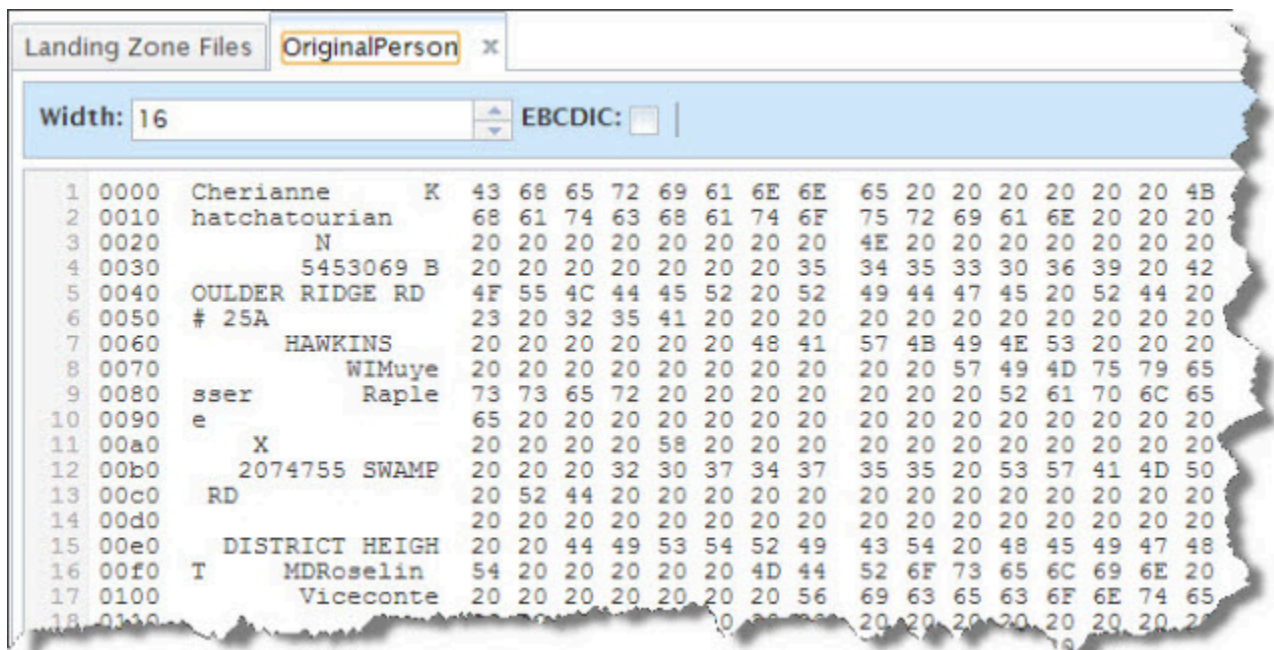 Landing Zone Files OriginalPerson x
Width: 16 EBCDIC:
1 0000 Cherianne K 43 68 65 72 69 61 6E 6E 65 20 20 20 20 20 20 4B
2 0010 hatchatourian 68 61 74 63 68 61 74 6F 75 72 69 61 6E 20 20 20
3 0020 N 20 20 20 20 20 20 20 20 4E 20 20 20 20 20 20 20
4 0030 5453069 B 20 20 20 20 20 20 20 35 34 35 33 30 36 39 20 42
5 0040 OULDER RIDGE RD 4F 55 4C 44 45 52 20 52 49 44 47 45 20 52 44 20
6 0050 # 25A 23 20 32 35 41 20 20 20 20 20 20 20 20 20 20 20
7 0060 HAWKINS 20 20 20 20 20 20 48 41 57 4B 49 4E 53 20 20 20
8 0070 WIMuye 20 20 20 20 20 20 20 20 20 20 57 49 4D 75 79 65
9 0080 sser Raple 73 73 65 72 20 20 20 20 20 20 20 52 61 70 6C 65
10 0090 e 65 20 20 20 20 20 20 20 20 20 20 20 20 20 20 20
11 00a0 X 20 20 20 20 58 20 20 20 20 20 20 20 20 20 20 20
12 00b0 2074755 SWAMP 20 20 20 32 30 37 34 37 35 35 20 53 57 41 4D 50
13 00c0 RD 20 52 44 20 20 20 20 20 20 20 20 20 20 20 20 20
14 00d0 20 20 20 20 20 20 20 20 20 20 20 20 20 20 20 20
15 00e0 DISTRICT HEIGH 20 20 44 49 53 54 52 49 43 54 20 48 45 49 47 48
16 00f0 T MDRoselin 54 20 20 20 20 20 4D 44 52 6F 73 65 6C 69 6E 20
17 0100 Viceconte 20 20 20 20 20 20 20 56 69 63 65 63 6F 6E 74 65
18 20 20 20 20 20 20 20